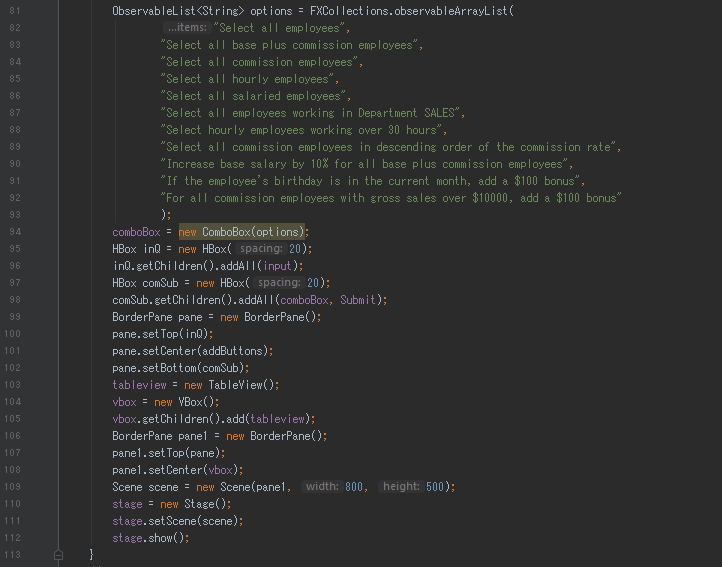 81 ObservableList<String> options = FXCollections.observableArrayList(
82 ...items: "Select all employees",
83 "Select all base plus commission employees",
84 "Select all commission employees",
85 "Select all hourly employees",
86 "Select all salaried employees",
87 "Select all employees working in Department SALES",
88 "Select hourly employees working over 30 hours",
89 "Select all commission employees in descending order of the commission rate",
90 "Increase base salary by 10% for all base plus commission employees",
91 "If the employee's birthday is in the current month, add a $100 bonus",
92 "For all commission employees with gross sales over $10000, add a $100 bonus"
93 );
94 comboBox = new ComboBox(options);
95 HBox inQ = new HBox( spacing: 20);
96 inQ.getChildren().addAll(input);
97 HBox comSub = new HBox( spacing: 20);
98 comSub.getChildren().addAll(comboBox, Submit);
99 BorderPane pane = new BorderPane();
100 pane.setTop(inQ);
101 pane.setCenter(addButtons);
102 pane.setBottom(comSub);
103 tableview = new TableView();
104 vbox = new VBox();
105 vbox.getChildren().add(tableview);
106 BorderPane pane1 = new BorderPane();
107 pane1.setTop(pane);
108 pane1.setCenter(vbox);
109 Scene scene = new Scene(pane1, width: 800, height: 500);
110 stage = new Stage();
111 stage.setScene(scene);
112 stage.show();
113 }